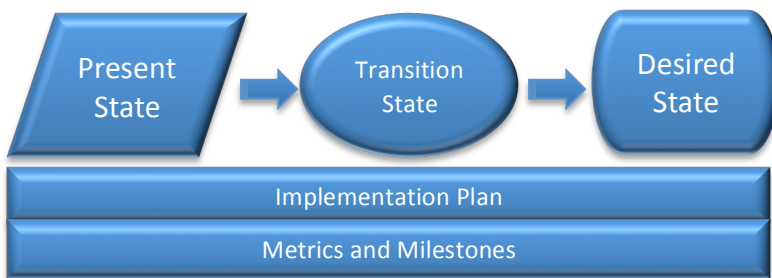 Present
State
Transition
State
Desired
State
Implementation Plan
Metrics and Milestones